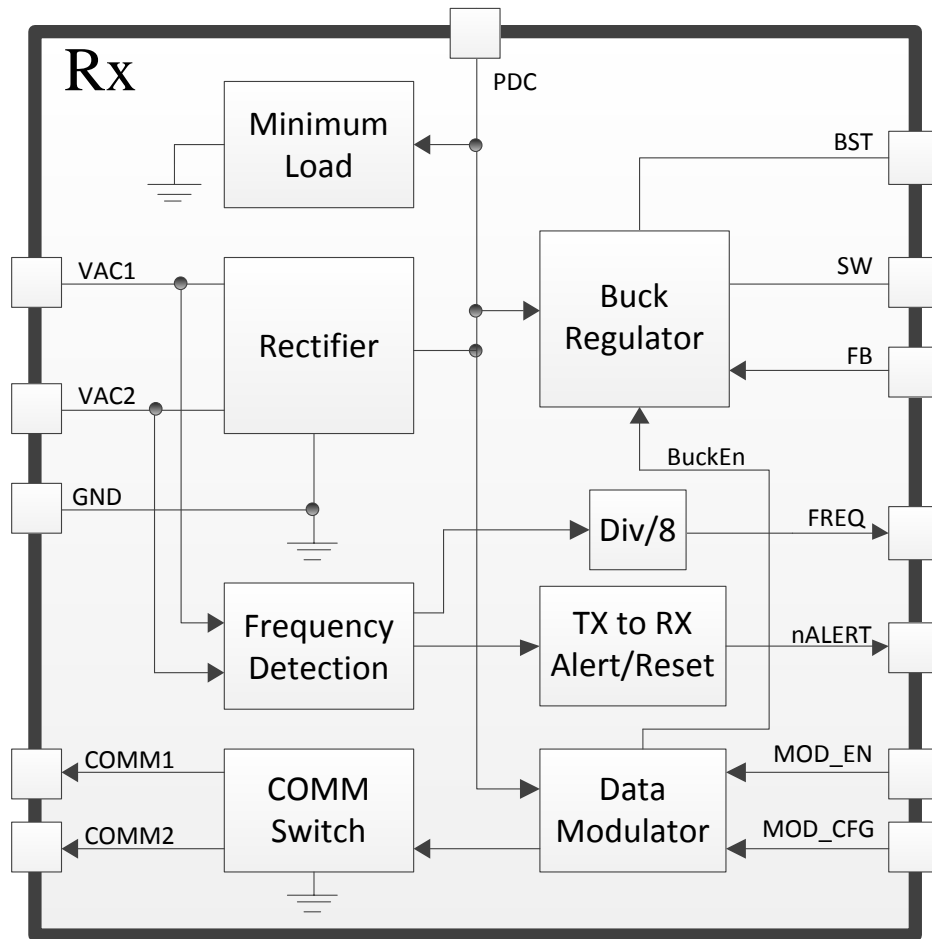 Rx
PDC
Minimum
Load
BST
VAC1
SW
Rectifier
Buck
Regulator
FB
VAC2
BuckEn
GND
Div/8
FREQ
Frequency
Detection
TX to RX
Alert/Reset
nALERT
COMM1
COMM
Switch
COMM2
Data
Modulator
MOD_EN
MOD_CFG